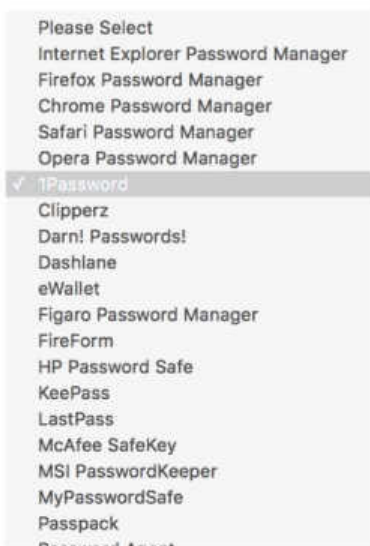 Please Select
Internet Explorer Password Manager
Firefox Password Manager
Chrome Password Manager
Safari Password Manager
Opera Password Manager
✓ 1Password
Clipperz
Darn! Passwords!
Dashlane
eWallet
Figaro Password Manager
FireForm
HP Password Safe
KeePass
LastPass
McAfee SafeKey
MSI PasswordKeeper
MyPasswordSafe
Passpack
Password Agent